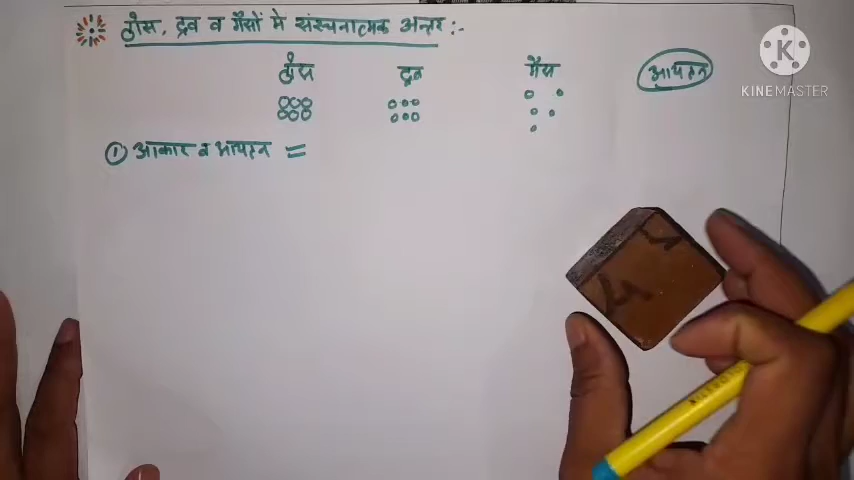 ठोस, द्रव व गैसों में संरचनात्मक अन्तर :-
ठोस द्रव गैस आयतन
① आकार व आयतन =
KINEMASTER